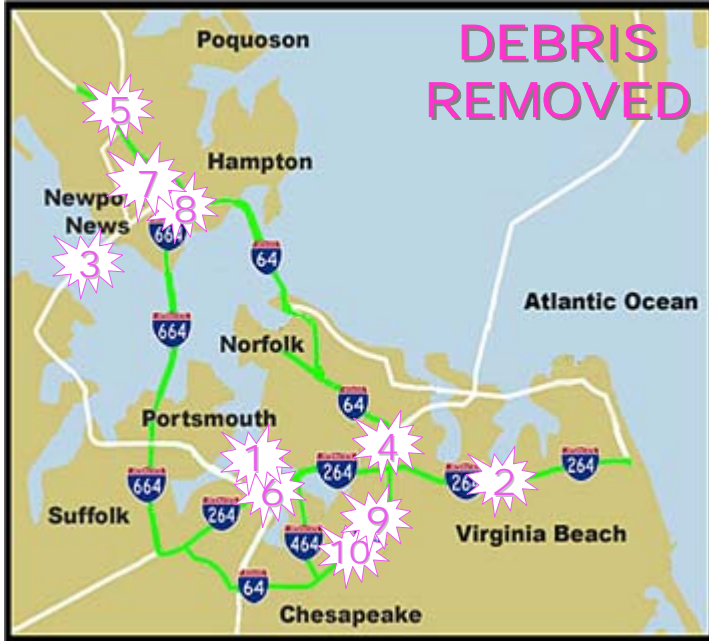 Poquoson
DEBRIS
REMOVED
5
Hampton
7
Newpo
8
News
664
3
64
Atlantic Ocean
664
Norfolk
64
Portsmouth
4
1
264
264
664
26
2
6
264
Suffolk
9
Virginia Beach
464
10
64
Chesapeake